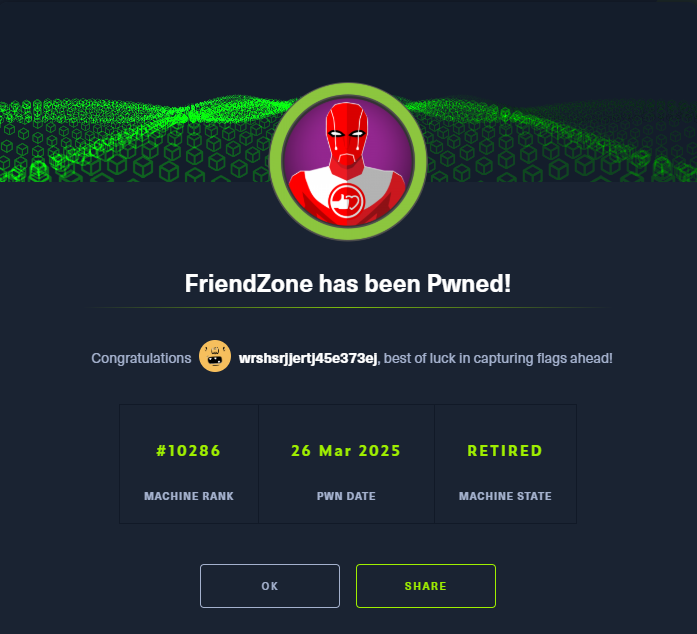 FriendZone has been Pwned!
Congratulations wrshsrjjertj45e373ej, best of luck in capturing flags ahead!
#10286 26 Mar 2025 RETIRED
MACHINE RANK PWN DATE MACHINE STATE
OK SHARE